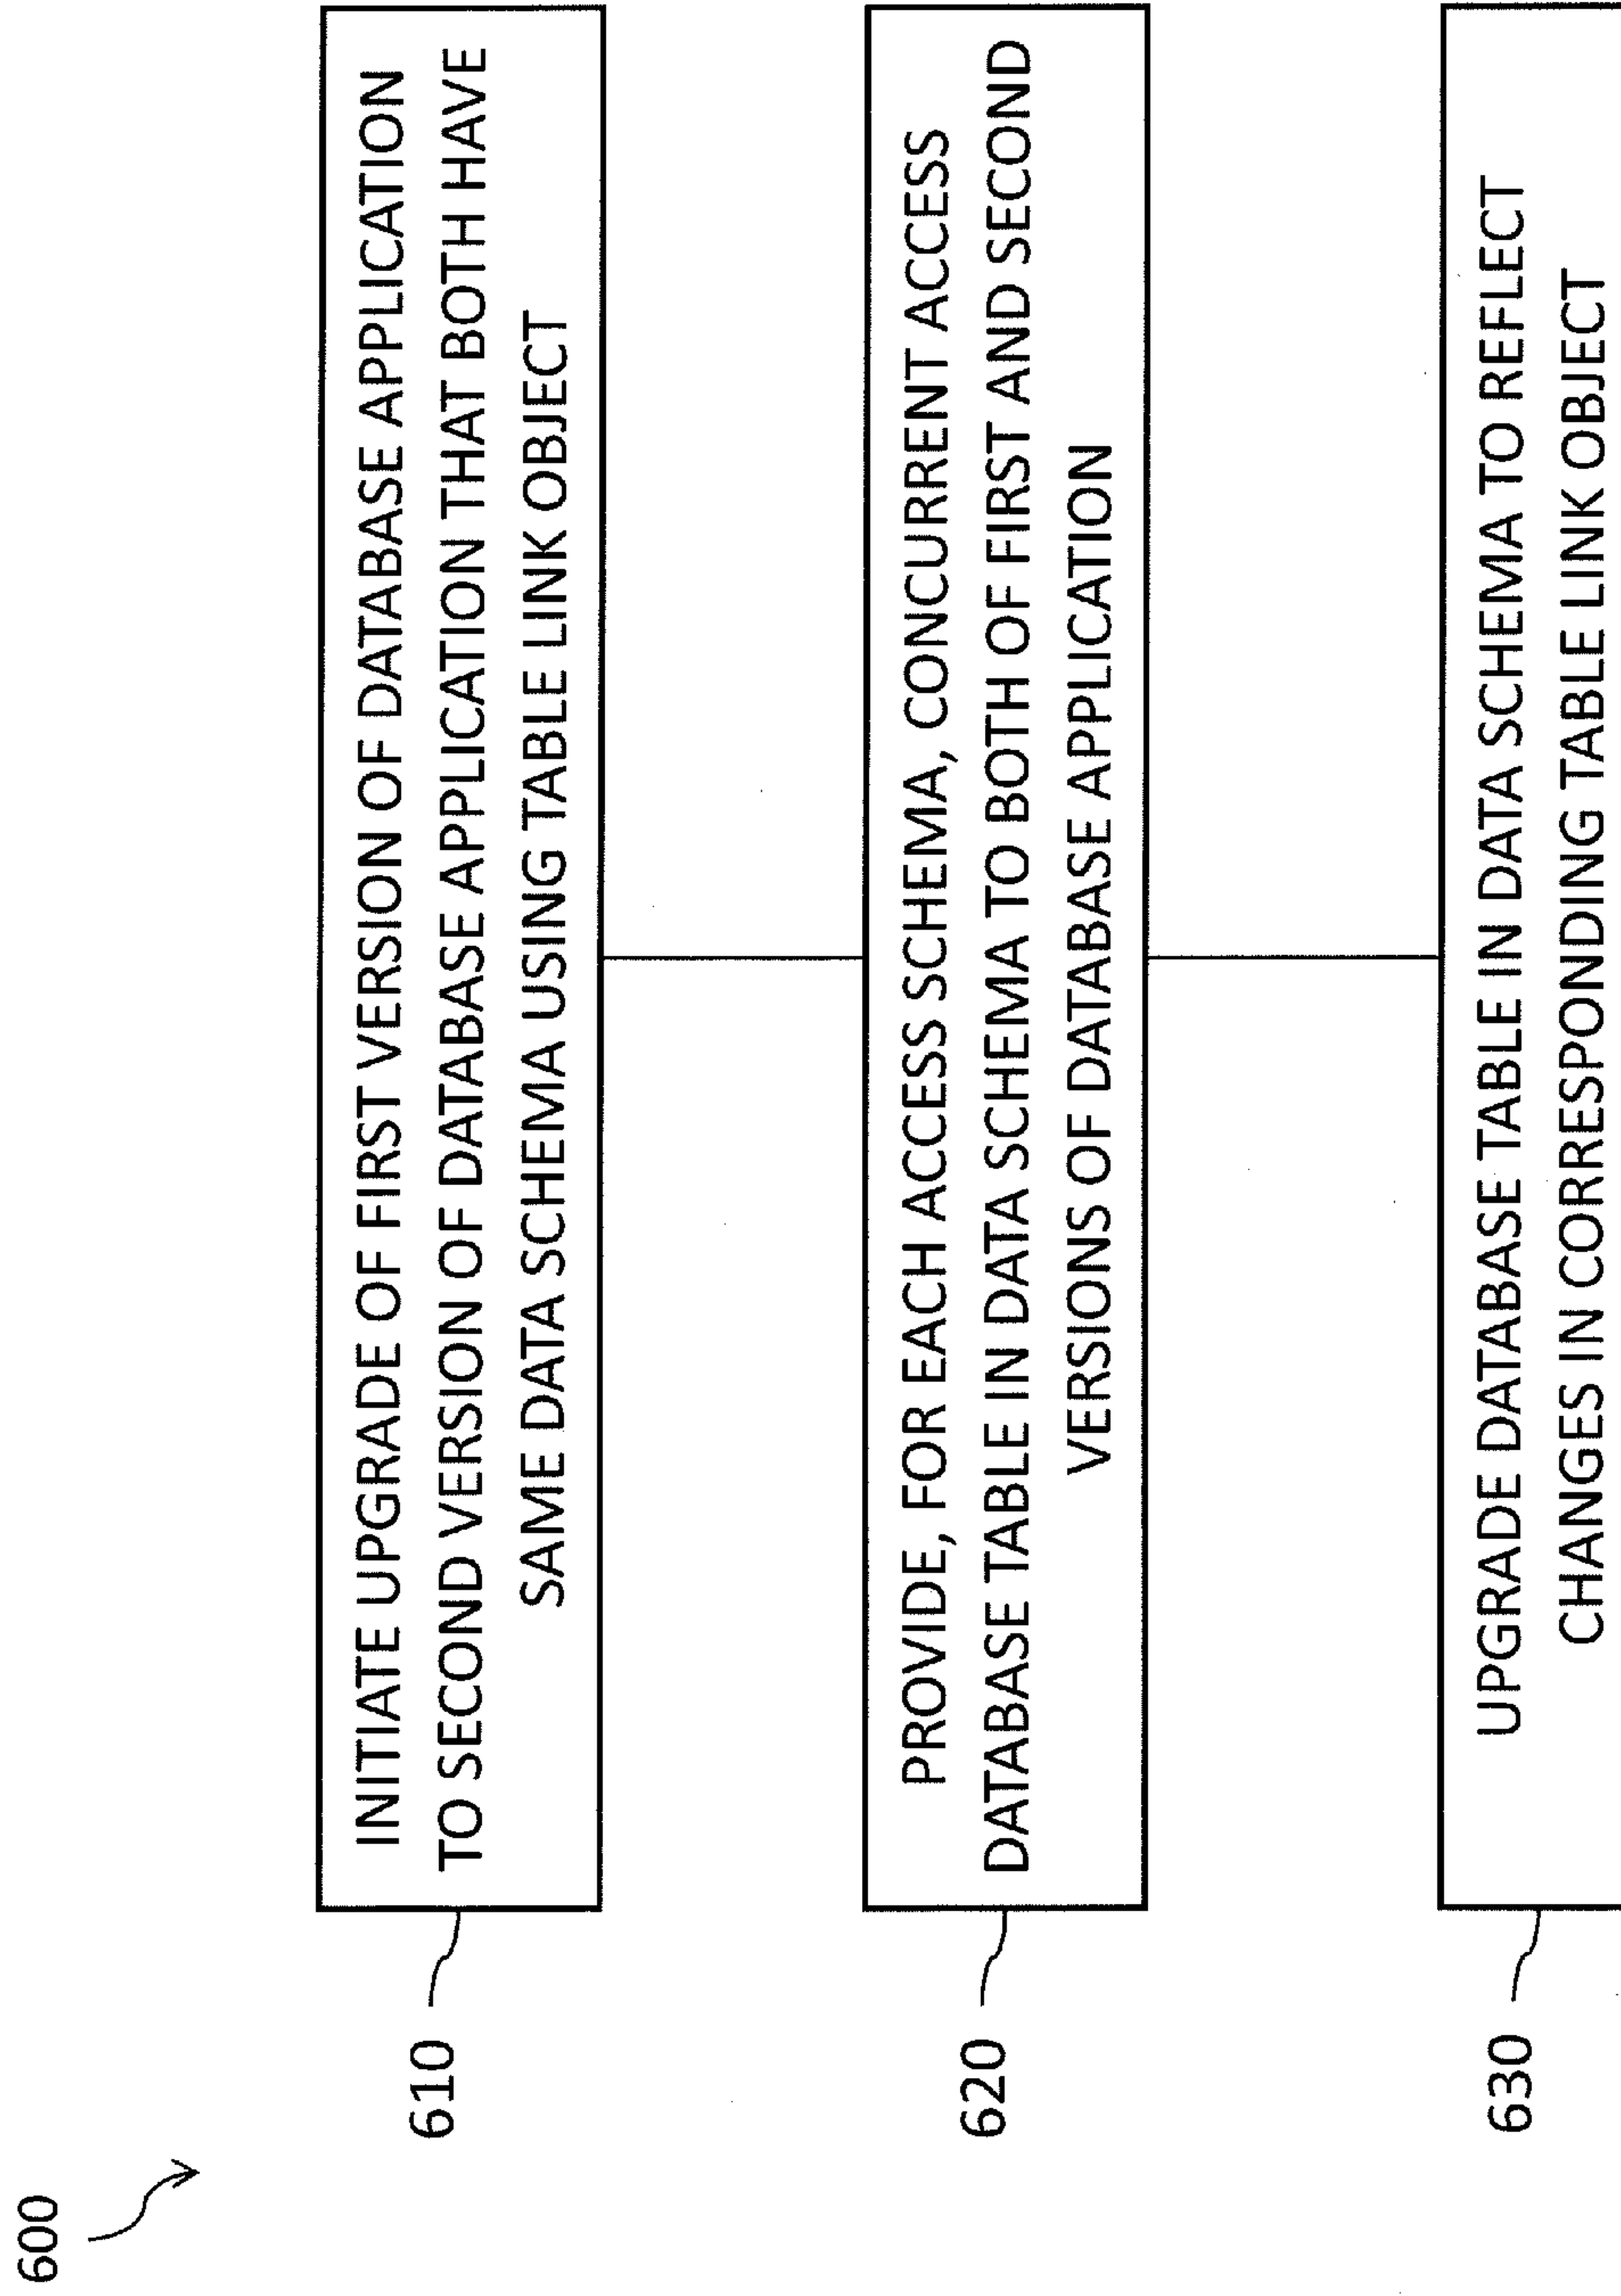 600
610
INITIATE UPGRADE OF FIRST VERSION OF DATABASE APPLICATION
TO SECOND VERSION OF DATABASE APPLICATION THAT BOTH HAVE
SAME DATA SCHEMA USING TABLE LINK OBJECT
620
PROVIDE, FOR EACH ACCESS SCHEMA, CONCURRENT ACCESS
DATABASE TABLE IN DATA SCHEMA TO BOTH OF FIRST AND SECOND
VERSIONS OF DATABASE APPLICATION
630
UPGRADE DATABASE TABLE IN DATA SCHEMA TO REFLECT
CHANGES IN CORRESPONDING TABLE LINK OBJECT